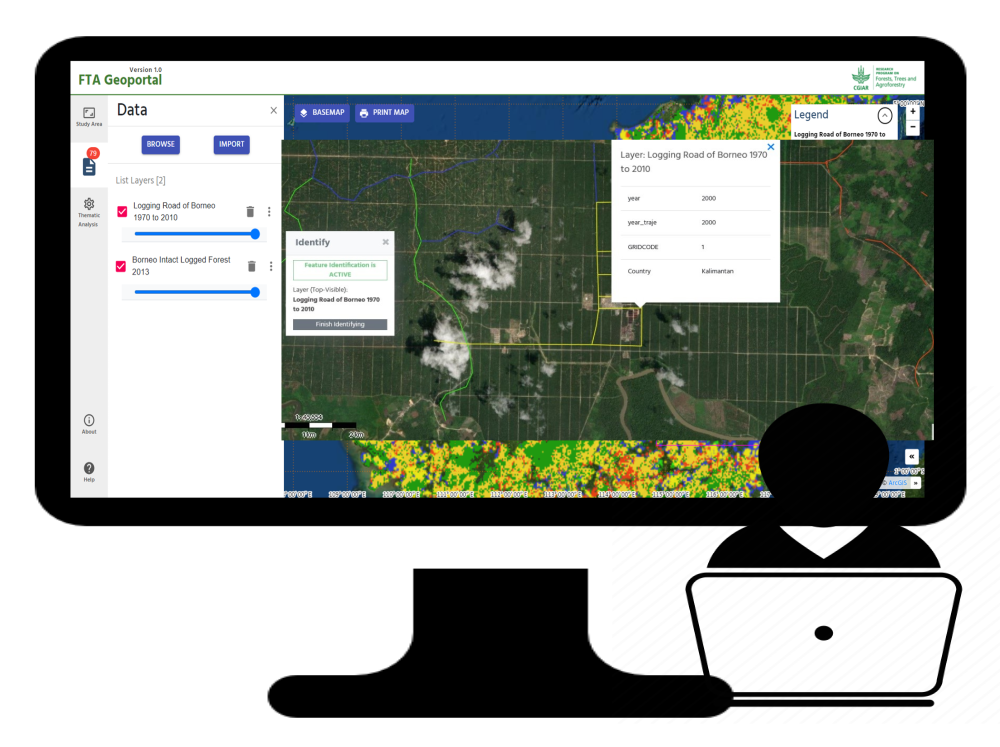 Version 1.0
FTA Geoportal
CGIAR
RESEARCH
PROGRAM ON
Forests, Trees and
Agroforestry
Study Area
79
Thematic
Analysis
About
Help
Data
×
BROWSE
IMPORT
List Layers [2]
Logging Road of Borneo
1970 to 2010
Borneo Intact Logged Forest
2013
BASEMAP
PRINT MAP
Legend
Logging Road of Borneo 1970 to
+
−
Identify
×
Feature Identification is
ACTIVE
Layer (Top-Visible):
Logging Road of Borneo 1970
to 2010
Finish Identifying
Layer: Logging Road of Borneo 1970
to 2010
×
year 2000
year_traje 2000
GRIDCODE 1
Country Kalimantan
1km
2km
«
© ArcGIS »